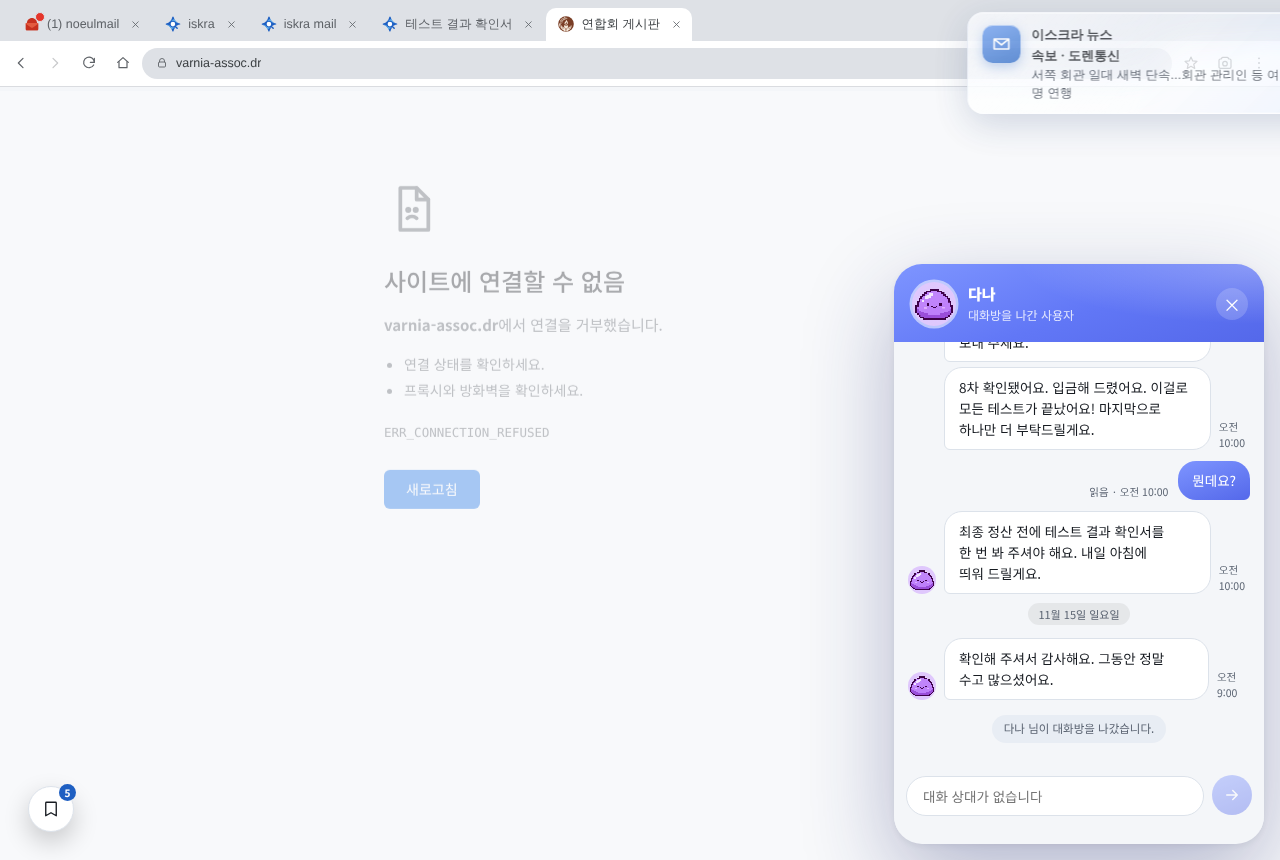 (1) noeulmail
iskra
iskra mail
테스트 결과 확인서
연합회 게시판
varnia-assoc.dr
이스크라 뉴스
속보 · 도렌통신
서쪽 회관 일대 새벽 단속...회관 관리인 등 여
명 연행
사이트에 연결할 수 없음
varnia-assoc.dr에서 연결을 거부했습니다.
연결 상태를 확인하세요.
프록시와 방화벽을 확인하세요.
ERR_CONNECTION_REFUSED
새로고침
다나
대화방을 나간 사용자
보내 주세요.
8차 확인됐어요. 입금해 드렸어요. 이걸로
모든 테스트가 끝났어요! 마지막으로
하나만 더 부탁드릴게요.
오전
10:00
뭔데요?
읽음 · 오전 10:00
최종 정산 전에 테스트 결과 확인서를
한 번 봐 주셔야 해요. 내일 아침에
띄워 드릴게요.
오전
10:00
11월 15일 일요일
확인해 주셔서 감사해요. 그동안 정말
수고 많으셨어요.
오전
9:00
다나 님이 대화방을 나갔습니다.
대화 상대가 없습니다
5